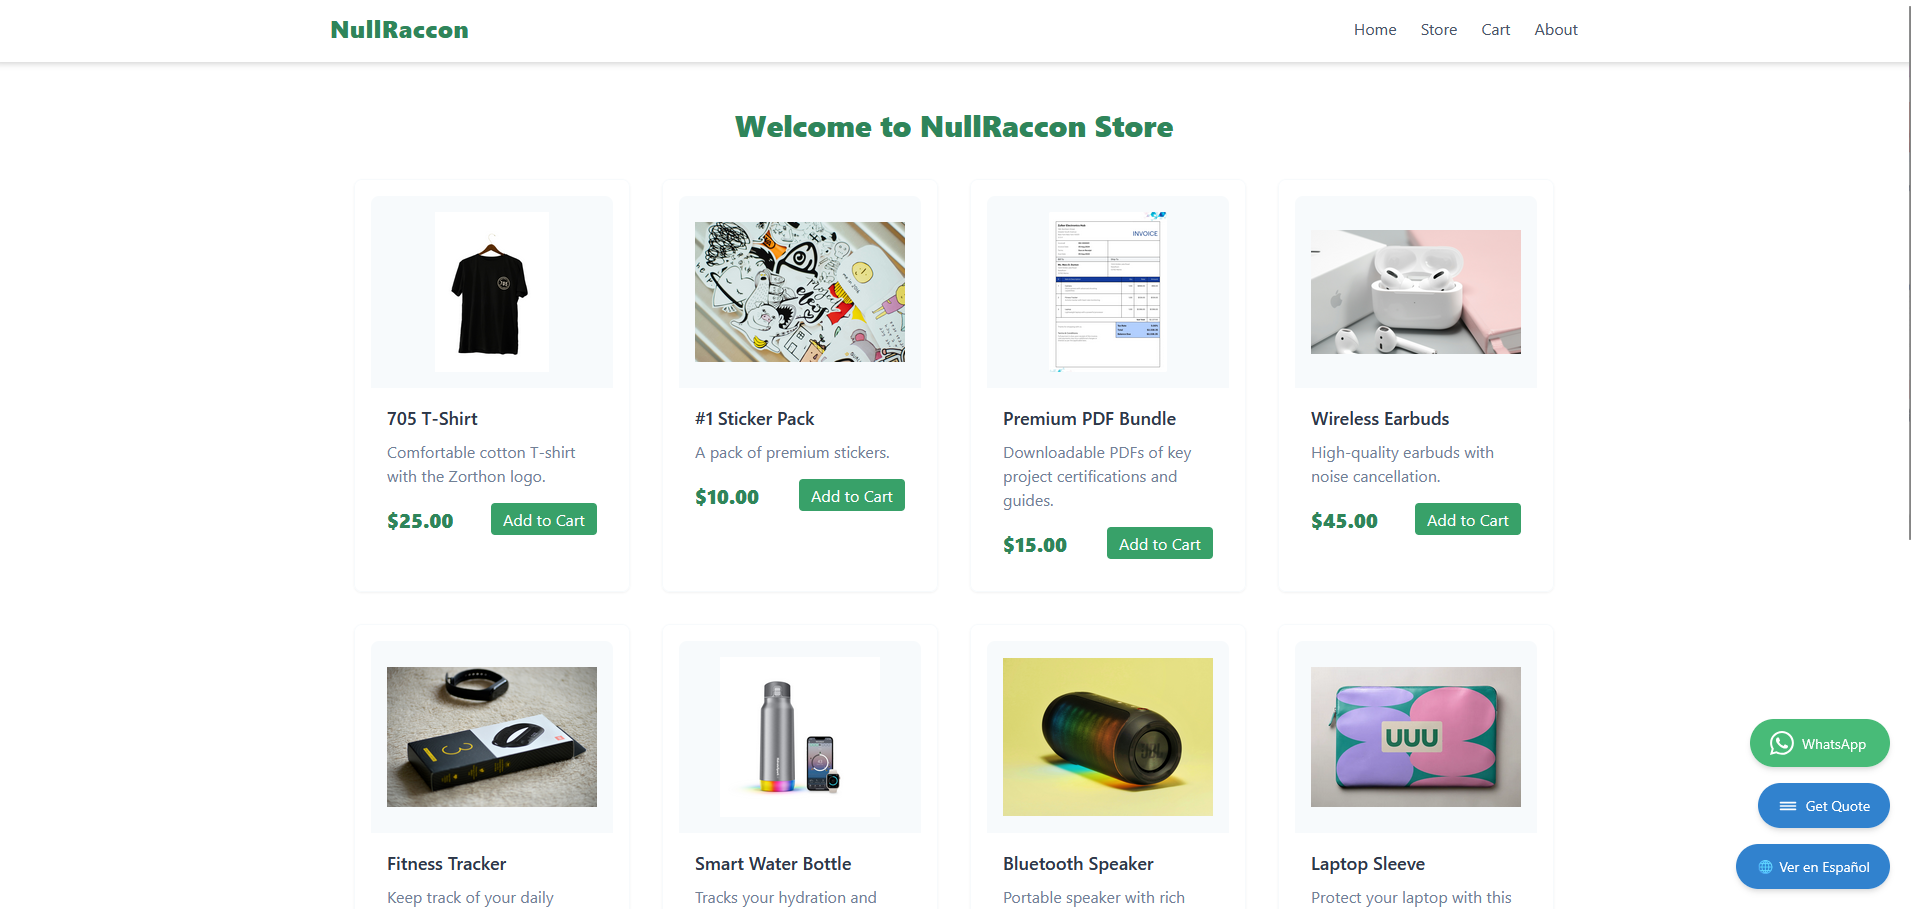 NullRaccon
Home Store Cart About
Welcome to NullRaccon Store
INVOICE
705 T-Shirt
Comfortable cotton T-shirt
with the Zorthon logo.
$25.00 Add to Cart
#1 Sticker Pack
A pack of premium stickers.
$10.00 Add to Cart
Premium PDF Bundle
Downloadable PDFs of key
project certifications and
guides.
$15.00 Add to Cart
Wireless Earbuds
High-quality earbuds with
noise cancellation.
$45.00 Add to Cart
UUU
Fitness Tracker
Keep track of your daily
Smart Water Bottle
Tracks your hydration and
Bluetooth Speaker
Portable speaker with rich
Laptop Sleeve
Protect your laptop with this
WhatsApp
Get Quote
Ver en Español